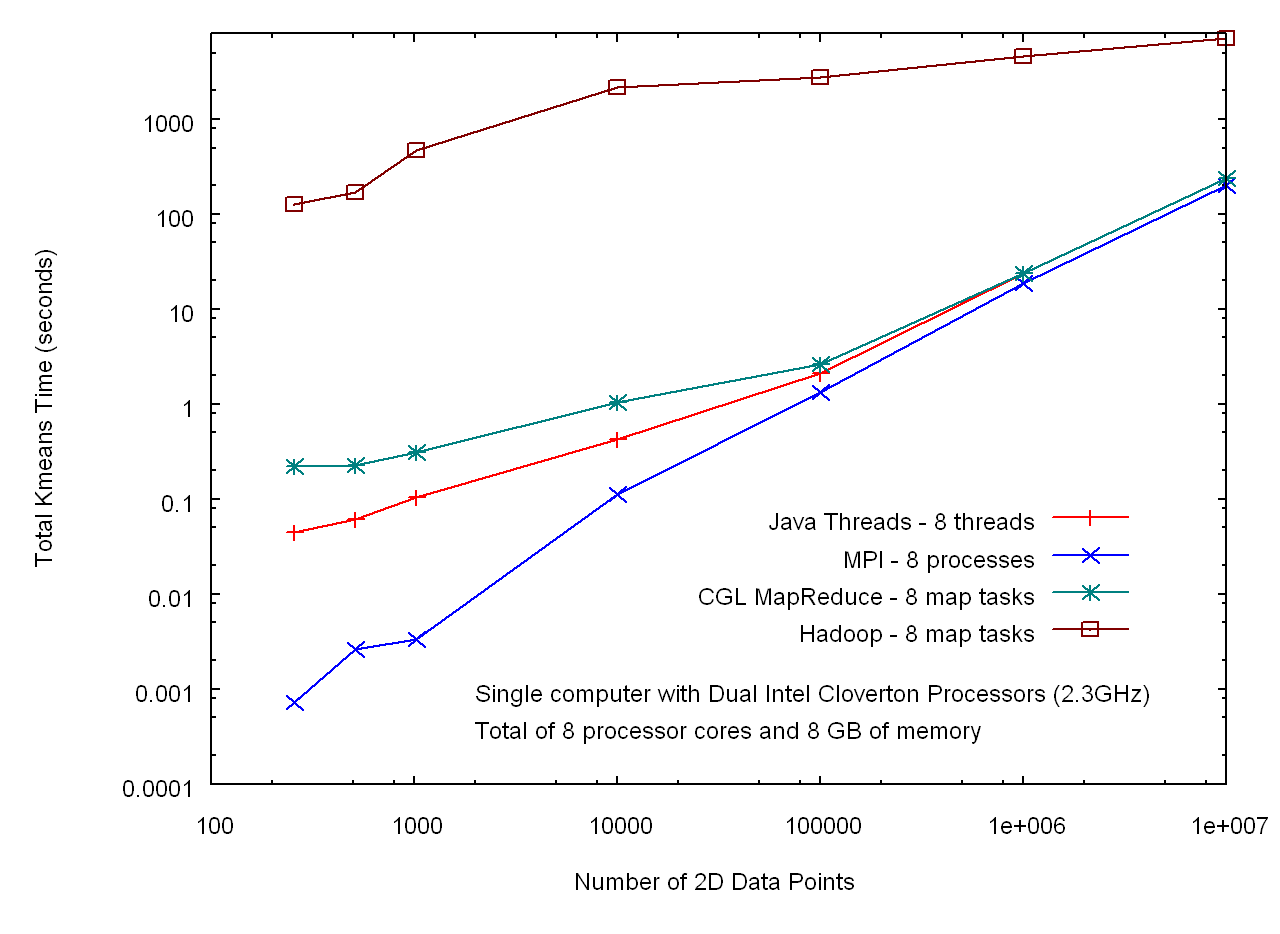 1000
100
10
1
0.1
0.01
0.001
0.0001
Total Kmeans Time (seconds)
Java Threads - 8 threads
MPI - 8 processes
CGL MapReduce - 8 map tasks
Hadoop - 8 map tasks
Single computer with Dual Intel Cloverton Processors (2.3GHz)
Total of 8 processor cores and 8 GB of memory
100 1000 10000 100000 1e+006 1e+007
Number of 2D Data Points